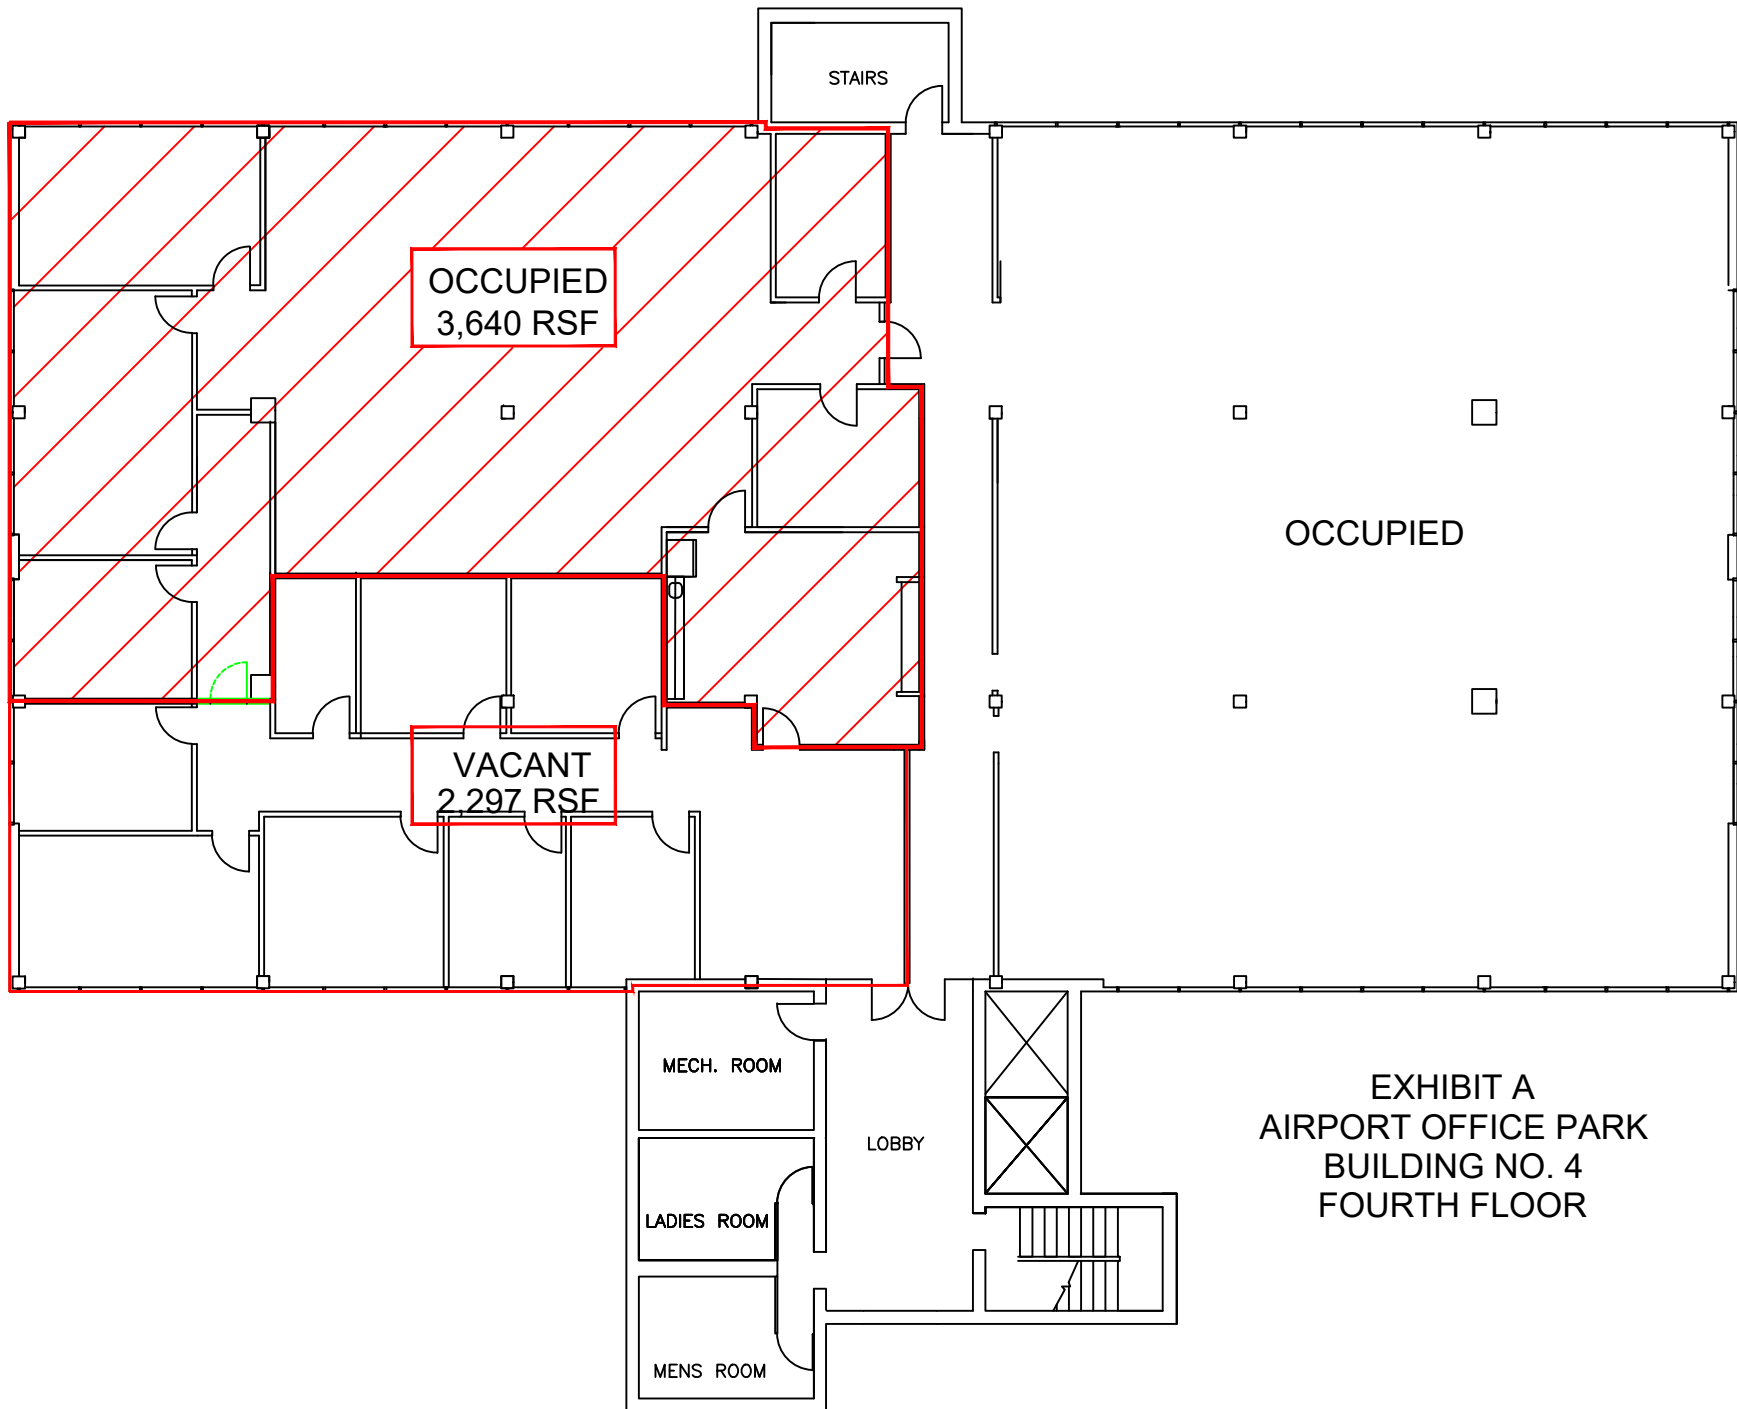 STAIRS
OCCUPIED
3,640 RSF
OCCUPIED
VACANT
2,297 RSF
MECH. ROOM
LOBBY
LADIES ROOM
MENS ROOM
EXHIBIT A
AIRPORT OFFICE PARK
BUILDING NO. 4
FOURTH FLOOR